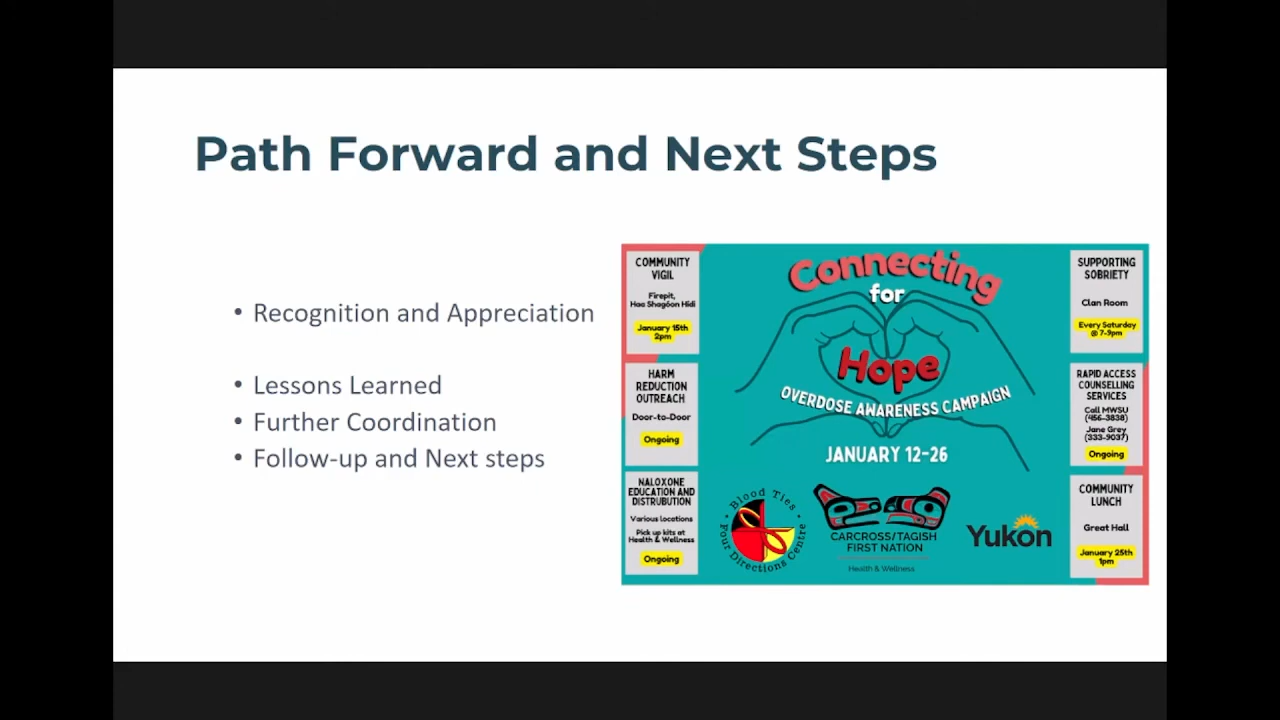 Path Forward and Next Steps
• Recognition and Appreciation
• Lessons Learned
• Further Coordination
• Follow-up and Next steps
COMMUNITY
VIGIL
Firepit,
Haa Shagóon Hidi
January 15th
2pm
HARM
REDUCTION
OUTREACH
Door-to-Door
Ongoing
NALOXONE
EDUCATION AND
DISTRUBUTION
Various locations
Pick up kits at
Health & Wellness
Ongoing
Connecting
for
Hope
OVERDOSE AWARENESS CAMPAIGN
JANUARY 12-26
Blood Ties
Four Directions Centre
CARCROSS/TAGISH
FIRST NATION
Health & Wellness
Yukon
SUPPORTING
SOBRIETY
Clan Room
Every Saturday
@ 7-9pm
RAPID ACCESS
COUNSELLING
SERVICES
Call MWSU
(456-3838)
Jane Grey
(333-9037)
Ongoing
COMMUNITY
LUNCH
Great Hall
January 25th
1pm